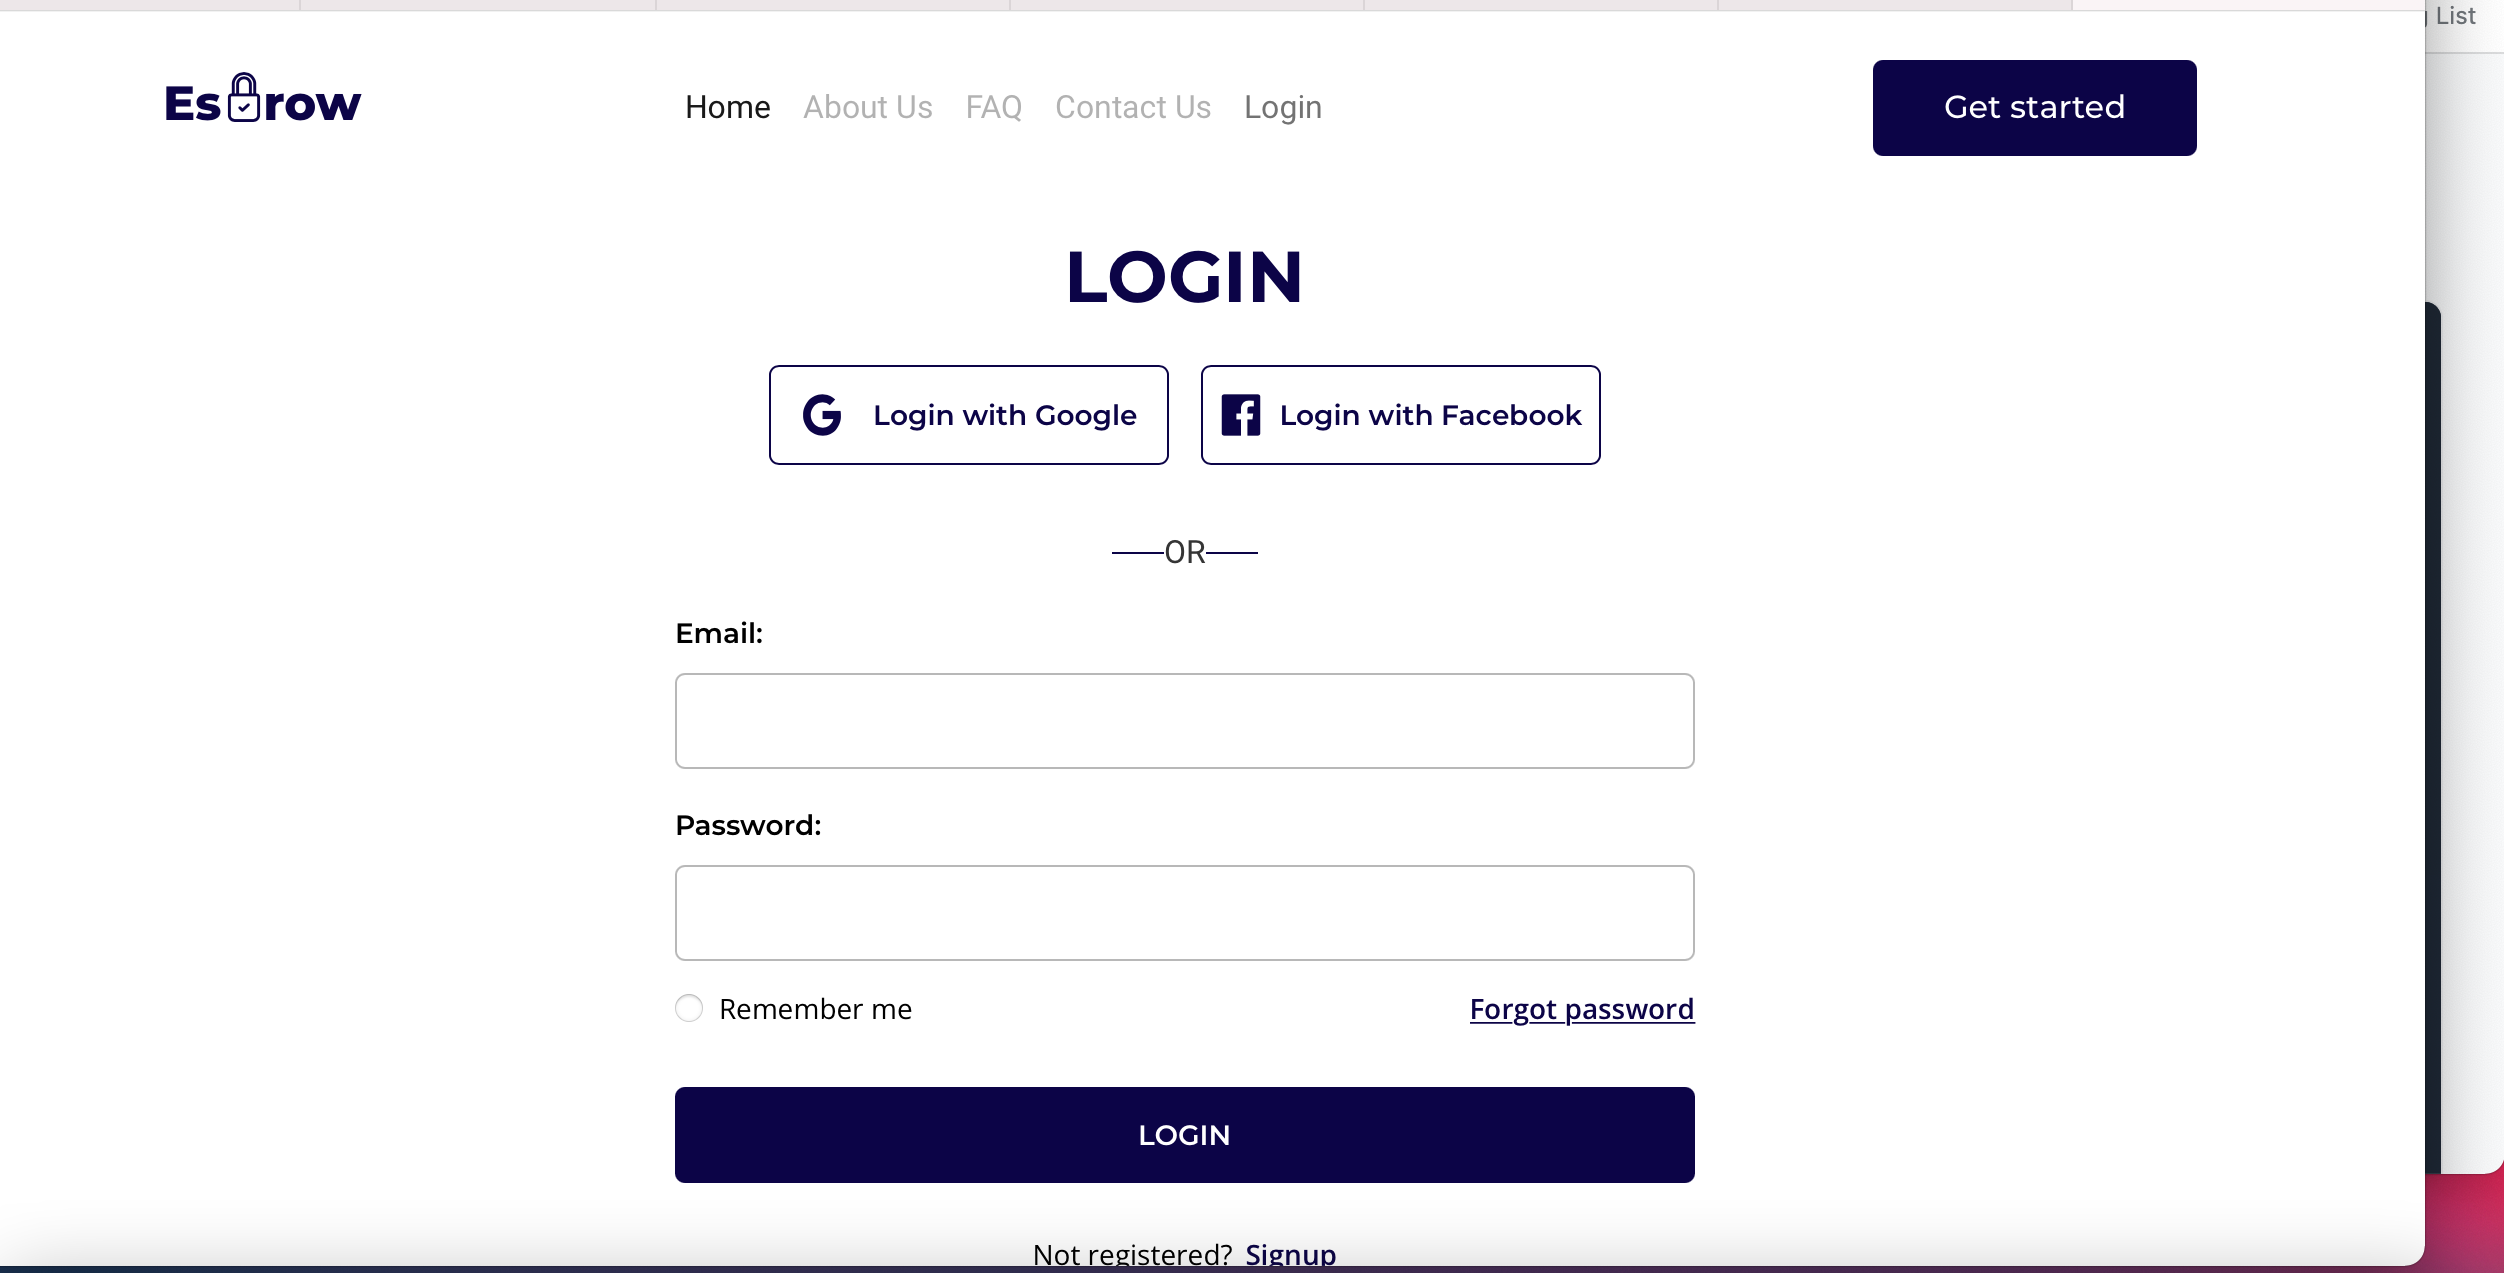 List
Es row
Home About Us FAQ Contact Us Login
Get started
LOGIN
Login with Google
Login with Facebook
OR
Email:
Password:
Remember me
Forgot password
LOGIN
Not registered? Signup